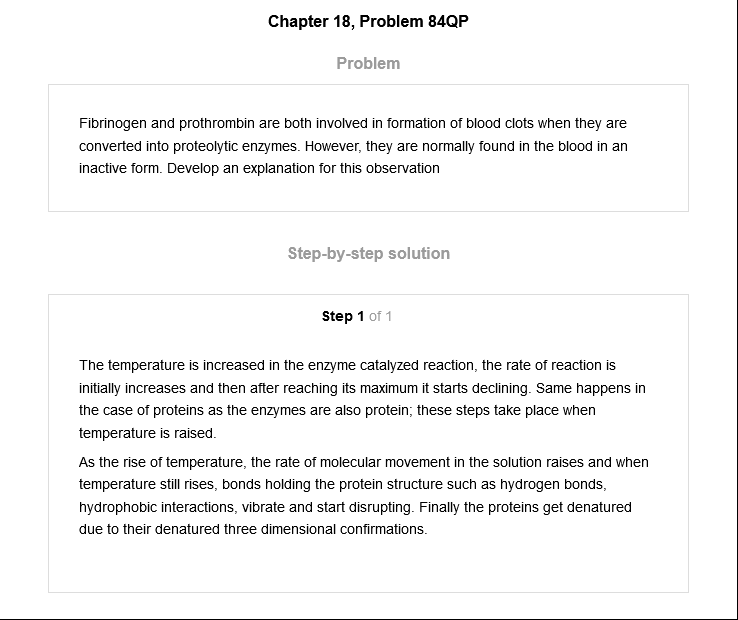 Chapter 18, Problem 84QP
Problem
Fibrinogen and prothrombin are both involved in formation of blood clots when they are
converted into proteolytic enzymes. However, they are normally found in the blood in an
inactive form. Develop an explanation for this observation
Step-by-step solution
Step 1 of 1
The temperature is increased in the enzyme catalyzed reaction, the rate of reaction is
initially increases and then after reaching its maximum it starts declining. Same happens in
the case of proteins as the enzymes are also protein; these steps take place when
temperature is raised.
As the rise of temperature, the rate of molecular movement in the solution raises and when
temperature still rises, bonds holding the protein structure such as hydrogen bonds,
hydrophobic interactions, vibrate and start disrupting. Finally the proteins get denatured
due to their denatured three dimensional confirmations.